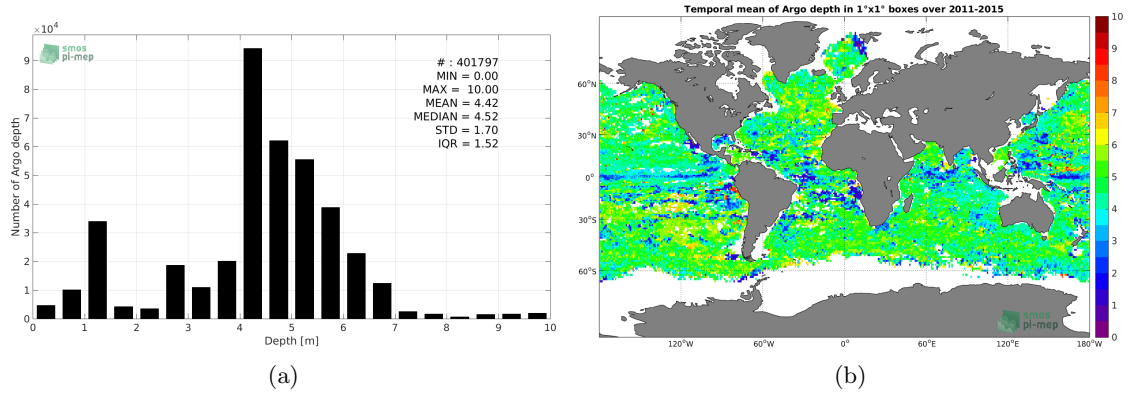 x 10⁴
9
8
7
6
5
4
3
2
1
0
Number of Argo depth
smos
pi-mep
# : 401797
MIN = 0.00
MAX = 10.00
MEAN = 4.42
MEDIAN = 4.52
STD = 1.70
IQR = 1.52
0 1 2 3 4 5 6 7 8 9 10
Depth [m]
(a)
Temporal mean of Argo depth in 1°x1° boxes over 2011-2015
60°N
30°N
0°
30°S
60°S
120°W 60°W 0° 60°E 120°E 180°W
smos
pi-mep
10
9
8
7
6
5
4
3
2
1
0
(b)